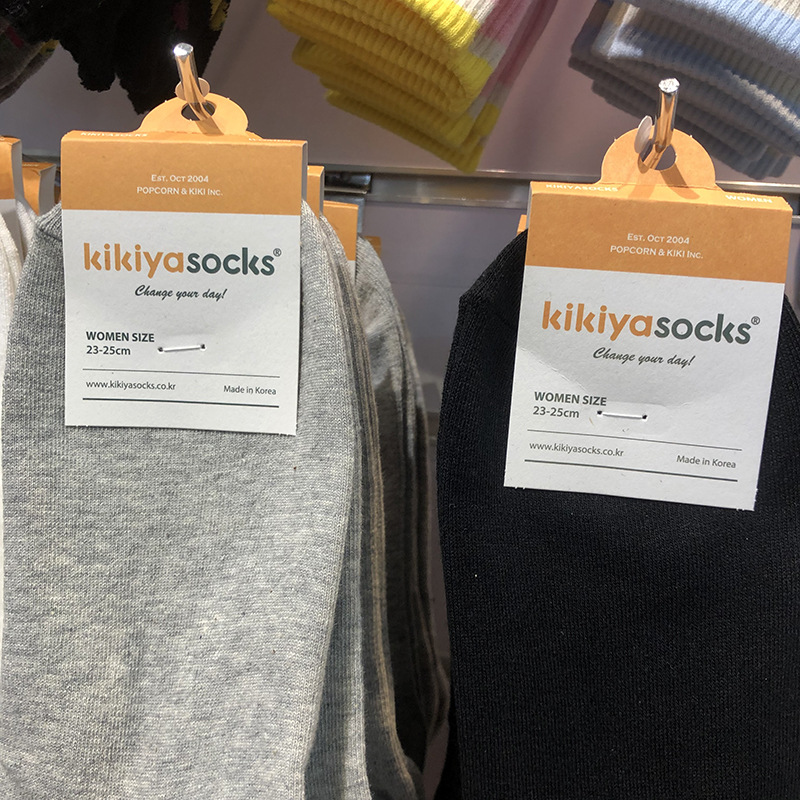 KIKIYASOCKS
EST. OCT 2004
POPCORN & KIKI INC.
kikiyasocks®
Change your day!
WOMEN SIZE
23-25cm
www.kikiyasocks.co.kr
Made in Korea
KIKIYASOCKS
WOMEN
EST. OCT 2004
POPCORN & KIKI INC.
kikiyasocks®
Change your day!
WOMEN SIZE
23-25cm
www.kikiyasocks.co.kr
Made in Korea